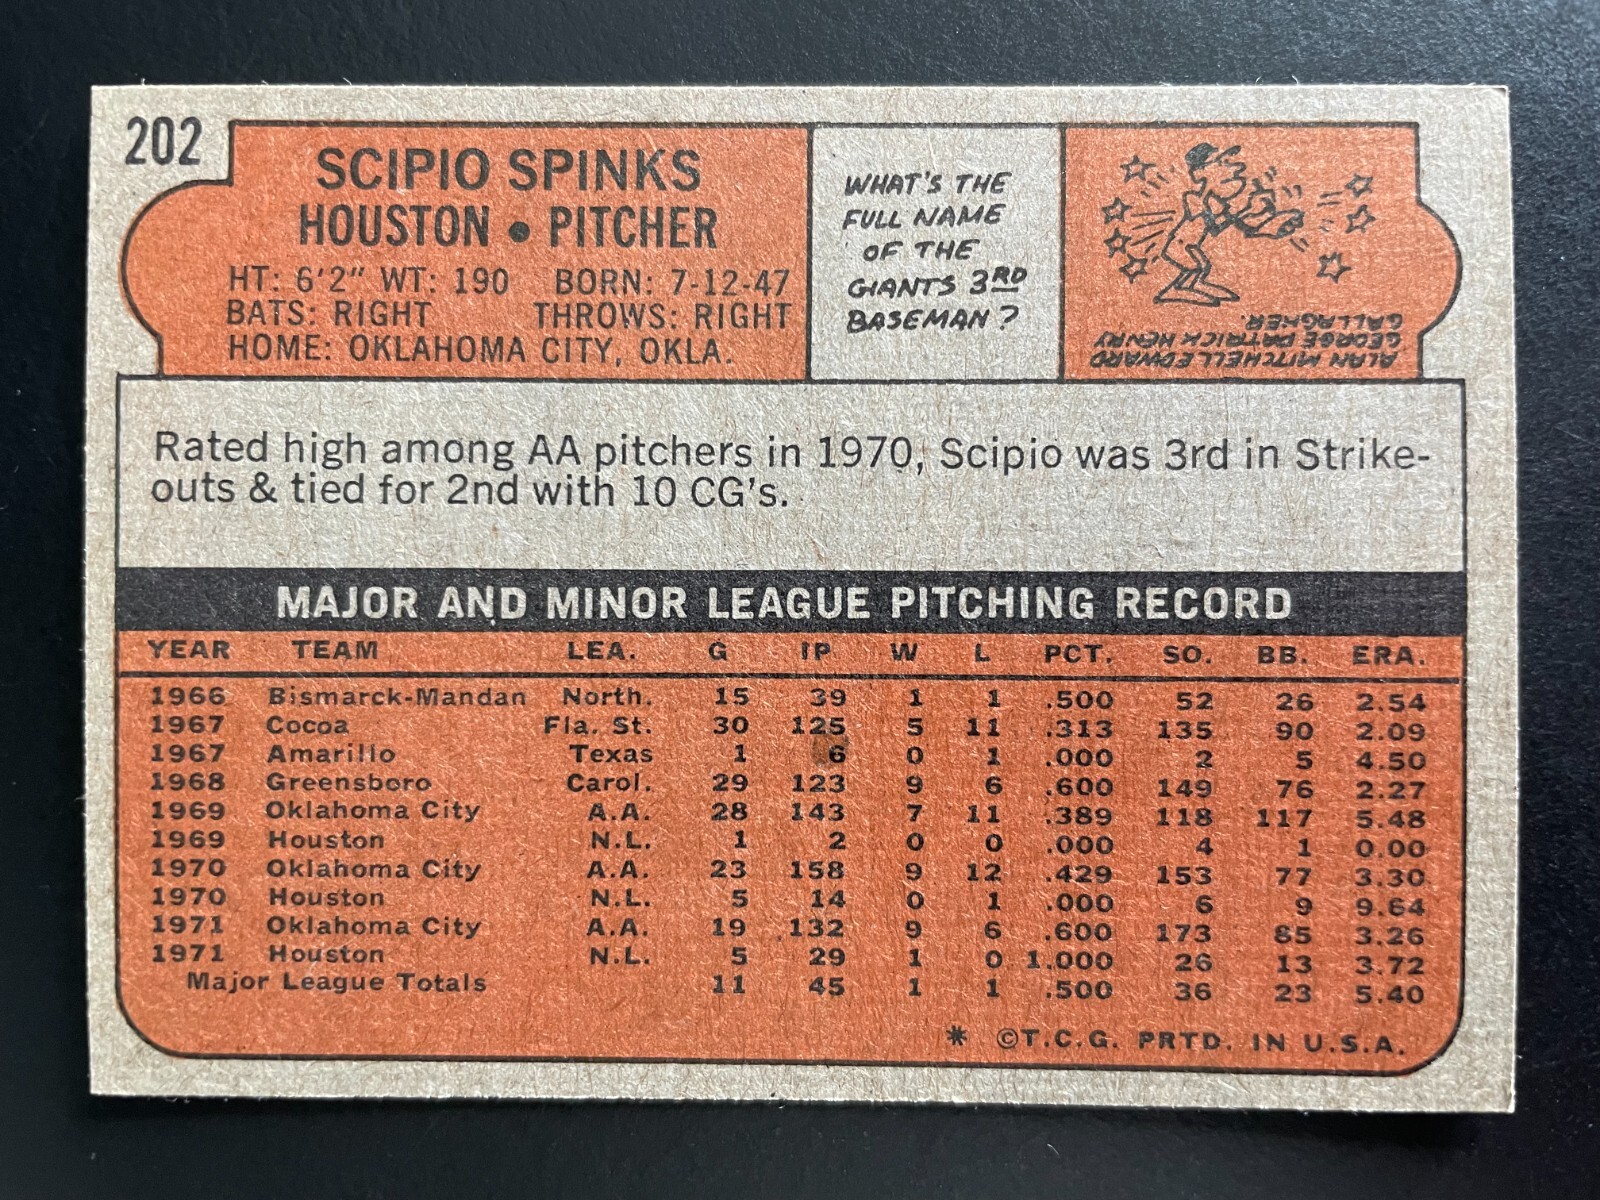 202
SCIPIO SPINKS
HOUSTON • PITCHER
HT: 6'2" WT: 190 BORN: 7-12-47
BATS: RIGHT THROWS: RIGHT
HOME: OKLAHOMA CITY, OKLA.
WHAT'S THE
FULL NAME
OF THE
GIANTS 3RD
BASEMAN?
ALAN MITCHELL EDWARD
GEORGE PATRICK HENRY
GALLAGHER.
Rated high among AA pitchers in 1970, Scipio was 3rd in Strike-
outs & tied for 2nd with 10 CG's.
MAJOR AND MINOR LEAGUE PITCHING RECORD
YEAR TEAM LEA. G IP W L PCT. SO. BB. ERA.
1966 Bismarck-Mandan North. 15 39 1 1 .500 52 26 2.54
1967 Cocoa Fla. St. 30 125 5 11 .313 135 90 2.09
1967 Amarillo Texas 1 6 0 1 .000 2 5 4.50
1968 Greensboro Carol. 29 123 9 6 .600 149 76 2.27
1969 Oklahoma City A.A. 28 143 7 11 .389 118 117 5.48
1969 Houston N.L. 1 2 0 0 .000 4 1 0.00
1970 Oklahoma City A.A. 23 158 9 12 .429 153 77 3.30
1970 Houston N.L. 5 14 0 1 .000 6 9 9.64
1971 Oklahoma City A.A. 19 132 9 6 .600 173 85 3.26
1971 Houston N.L. 5 29 1 0 1.000 26 13 3.72
Major League Totals 11 45 1 1 .500 36 23 5.40
* ©T.C.G. PRTD. IN U.S.A.